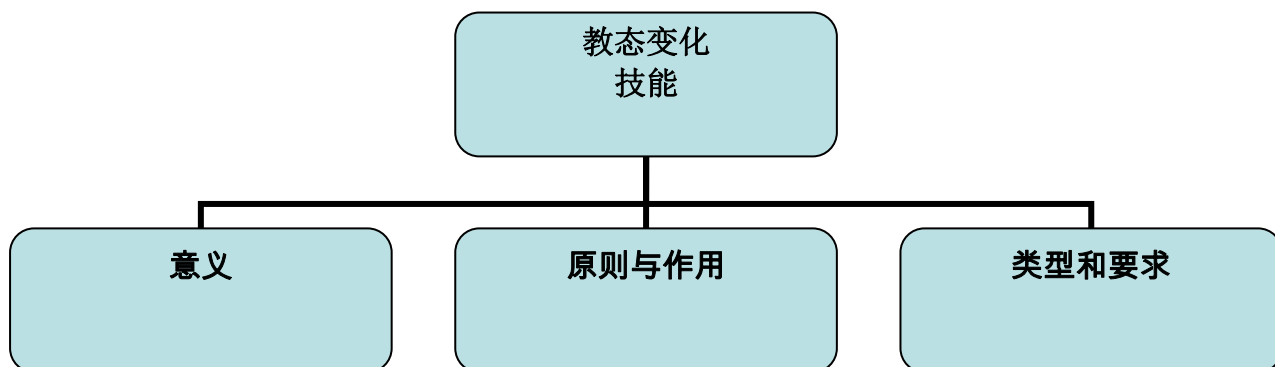 教态变化
技能
意义
原则与作用
类型和要求